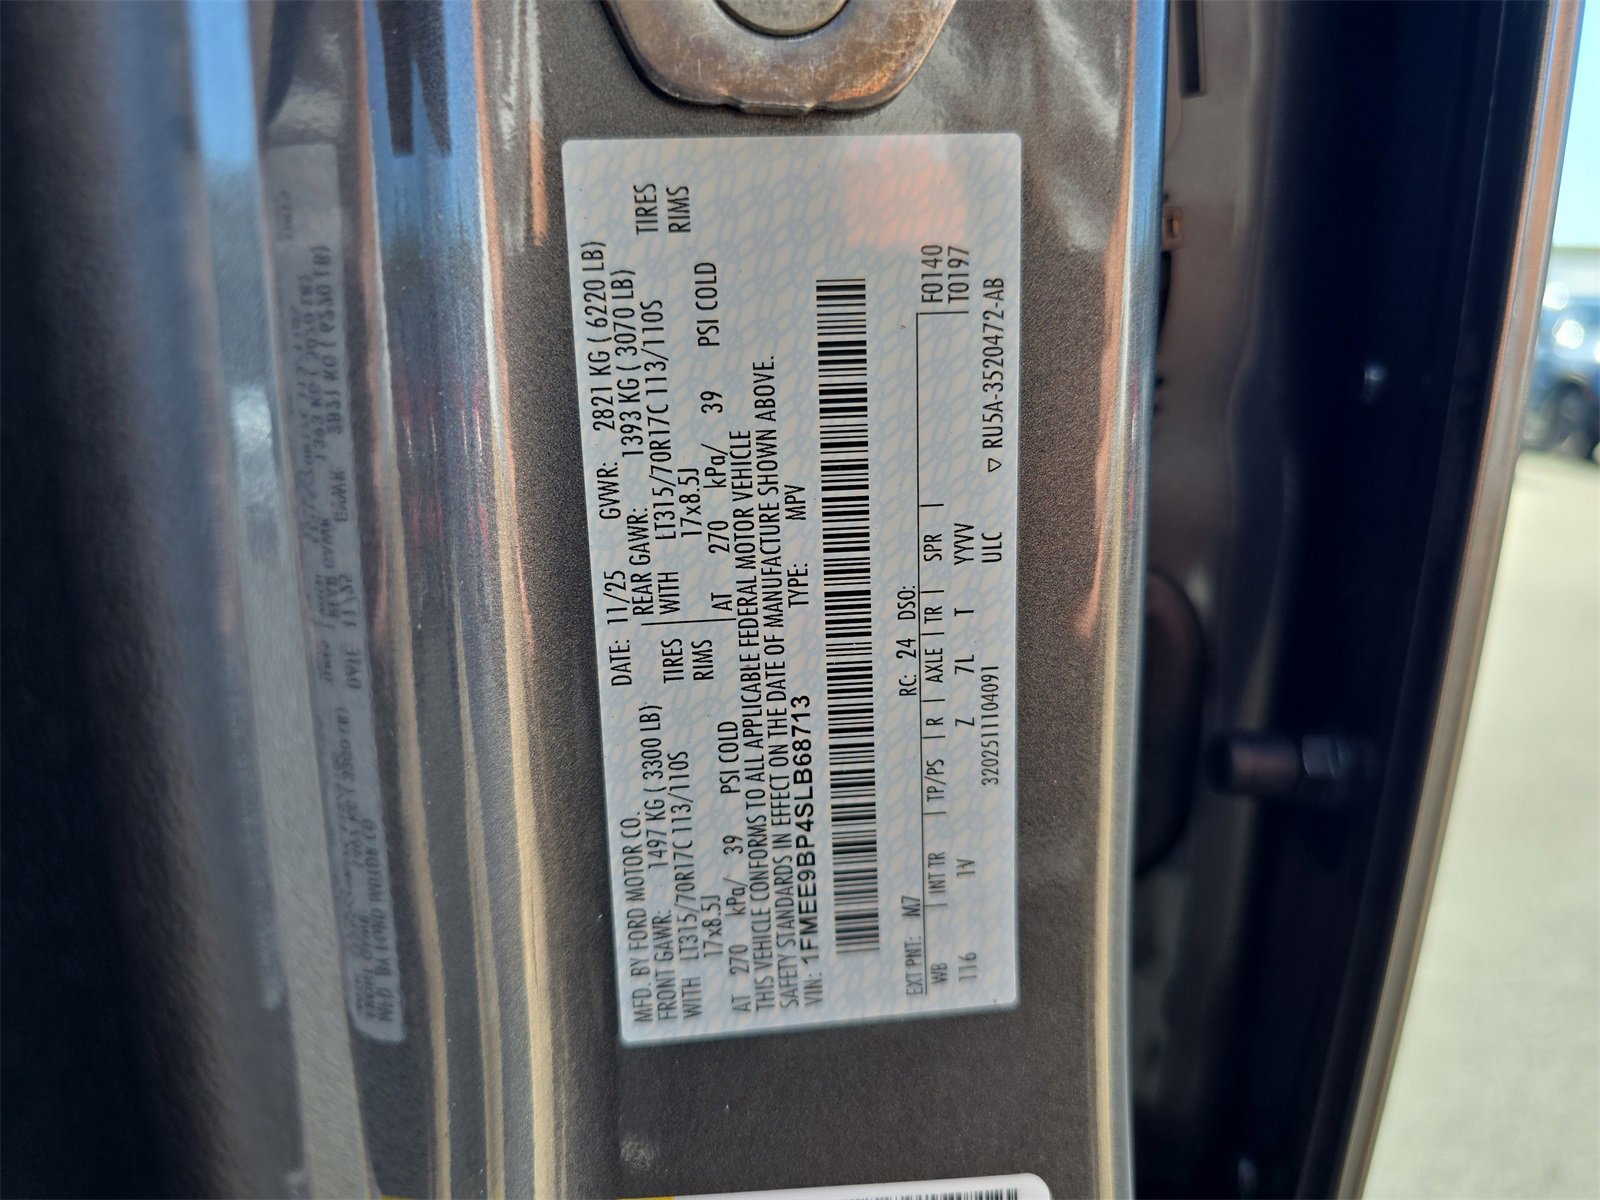 MFD. BY FORD MOTOR CO.
DATE: 11/25 GVWR: 2821 KG ( 6220 LB)
FRONT GAWR: 1497 KG ( 3300 LB)
REAR GAWR: 1393 KG ( 3070 LB)
WITH LT315/70R17C 113/110S TIRES
WITH LT315/70R17C 113/110S TIRES
17x8.5J RIMS
17x8.5J RIMS
AT 270 kPa/ 39 PSI COLD
AT 270 kPa/ 39 PSI COLD
THIS VEHICLE CONFORMS TO ALL APPLICABLE FEDERAL MOTOR VEHICLE
SAFETY STANDARDS IN EFFECT ON THE DATE OF MANUFACTURE SHOWN ABOVE.
VIN: 1FMEE9BP4SLB68713 TYPE: MPV
EXT PNT: M7 RC: 24 DSO:
WB | INT TR | TP/PS | R | AXLE | TR | SPR | F0140
116 1V Z 7L T YYVV T0197
320251110409​1 ULC ▽ RU5A-3520472-AB